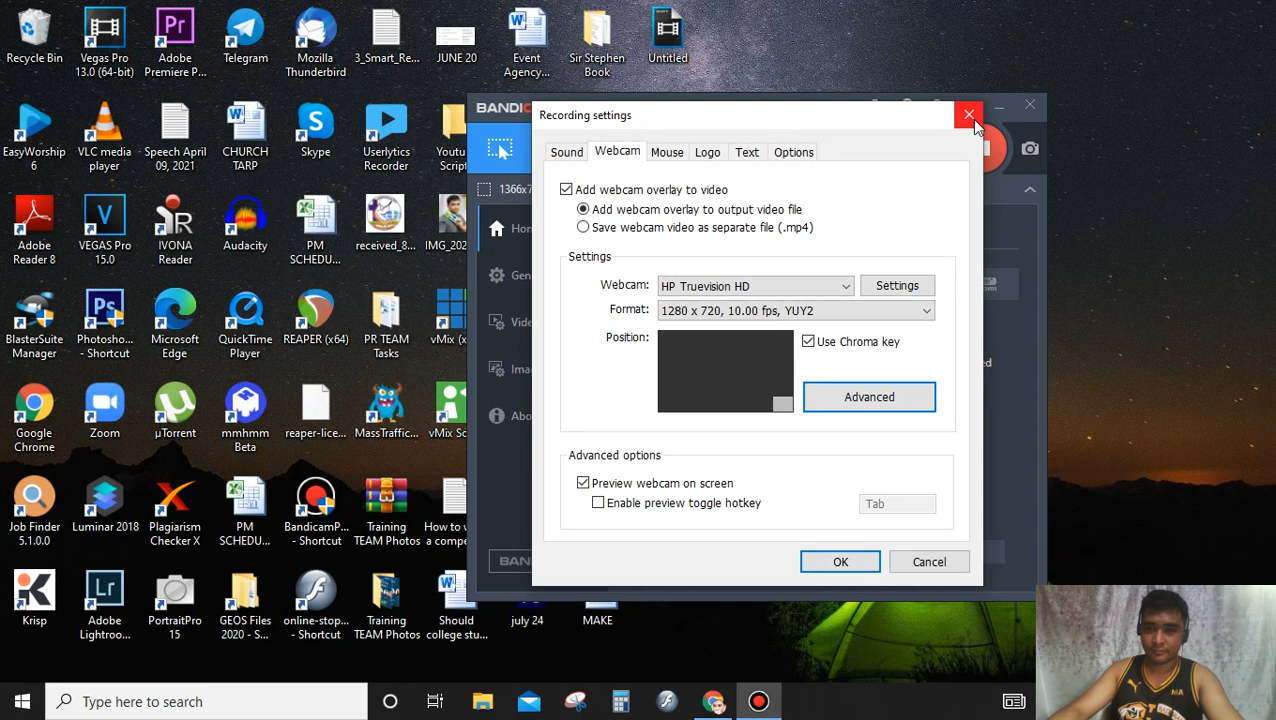 Recycle Bin
Vegas Pro
13.0 (64-bit)
Adobe
Premiere P...
Telegram
Mozilla
Thunderbird
3_Smart_Re...
JUNE 20
Event
Agency...
Sir Stephen
Book
Untitled
EasyWorship
6
VLC media
player
Speech April
09, 2021
CHURCH
TARP
Skype
Userlytics
Recorder
Youtu
Script
Adobe
Reader 8
VEGAS Pro
15.0
IVONA
Reader
Audacity
PM
SCHEDU...
received_8...
IMG_202
BlasterSuite
Manager
Photosho...
- Shortcut
Microsoft
Edge
QuickTime
Player
REAPER (x64)
PR TEAM
Tasks
vMix (x
Google
Chrome
Zoom
µTorrent
mmhmm
Beta
reaper-lice...
MassTraffic...
vMix Sc
Job Finder
5.1.0.0
Luminar 2018
Plagiarism
Checker X
PM
SCHEDU...
BandicamP...
- Shortcut
Training
TEAM Photos
How to w
a compe
Krisp
Adobe
Lightroo...
PortraitPro
15
GEOS Files
2020 - S...
online-stop...
- Shortcut
Training
TEAM Photos
Should
college stu...
july 24
MAKE
BANDIC
1366x7
Hom
Gen
Vide
Ima
Abo
BAN
ed
Recording settings
Sound
Webcam
Mouse
Logo
Text
Options
Add webcam overlay to video
Add webcam overlay to output video file
Save webcam video as separate file (.mp4)
Settings
Webcam:
HP Truevision HD
Settings
Format:
1280 x 720, 10.00 fps, YUY2
Position:
Use Chroma key
Advanced
Advanced options
Preview webcam on screen
Enable preview toggle hotkey
Tab
OK
Cancel
Type here to search